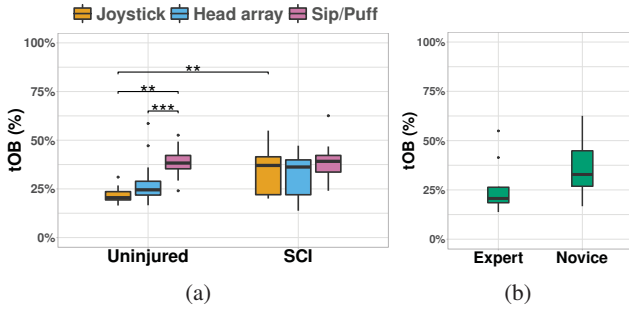 Joystick Head array Sip/Puff
tOB (%)
100%
75%
50%
25%
0%
**
**
***
Uninjured SCI
(a)
tOB (%)
100%
75%
50%
25%
0%
Expert Novice
(b)